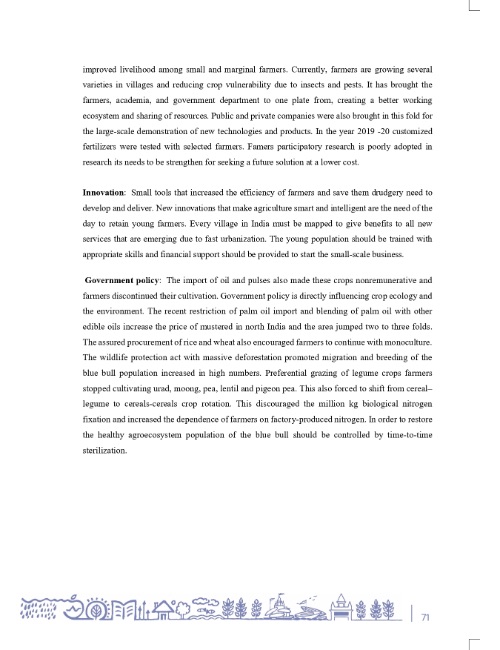 improved livelihood among small and marginal farmers. Currently, farmers are growing several
varieties in villages and reducing crop vulnerability due to insects and pests. It has brought the
farmers, academia, and government department to one plate from, creating a better working
ecosystem and sharing of resources. Public and private companies were also brought in this fold for
the large-scale demonstration of new technologies and products. In the year 2019 -20 customized
fertilizers were tested with selected farmers. Famers participatory research is poorly adopted in
research its needs to be strengthen for seeking a future solution at a lower cost.
Innovation: Small tools that increased the efficiency of farmers and save them drudgery need to
develop and deliver. New innovations that make agriculture smart and intelligent are the need of the
day to retain young farmers. Every village in India must be mapped to give benefits to all new
services that are emerging due to fast urbanization. The young population should be trained with
appropriate skills and financial support should be provided to start the small-scale business.
Government policy: The import of oil and pulses also made these crops nonremunerative and
farmers discontinued their cultivation. Government policy is directly influencing crop ecology and
the environment. The recent restriction of palm oil import and blending of palm oil with other
edible oils increase the price of mustered in north India and the area jumped two to three folds.
The assured procurement of rice and wheat also encouraged farmers to continue with monoculture.
The wildlife protection act with massive deforestation promoted migration and breeding of the
blue bull population increased in high numbers. Preferential grazing of legume crops farmers
stopped cultivating urad, moong, pea, lentil and pigeon pea. This also forced to shift from cereal–
legume to cereals-cereals crop rotation. This discouraged the million kg biological nitrogen
fixation and increased the dependence of farmers on factory-produced nitrogen. In order to restore
the healthy agroecosystem population of the blue bull should be controlled by time-to-time
sterilization.
71